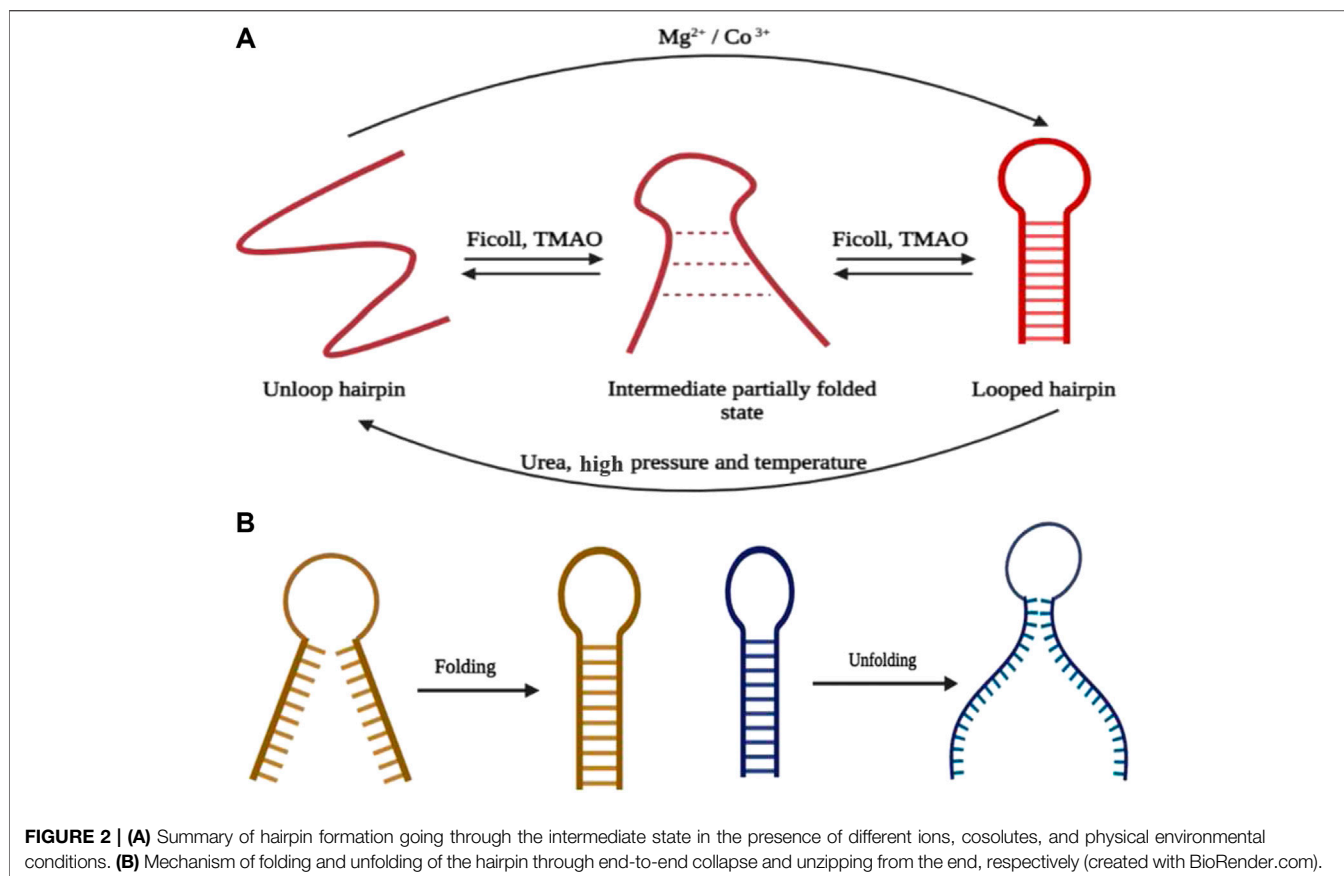 A
Mg²⁺ / Co³⁺
Ficoll, TMAO
Ficoll, TMAO
Unloop hairpin
Intermediate partially folded
state
Looped hairpin
Urea, high pressure and temperature
B
Folding
Unfolding
FIGURE 2 | (A) Summary of hairpin formation going through the intermediate state in the presence of different ions, cosolutes, and physical environmental
conditions. (B) Mechanism of folding and unfolding of the hairpin through end-to-end collapse and unzipping from the end, respectively (created with BioRender.com).